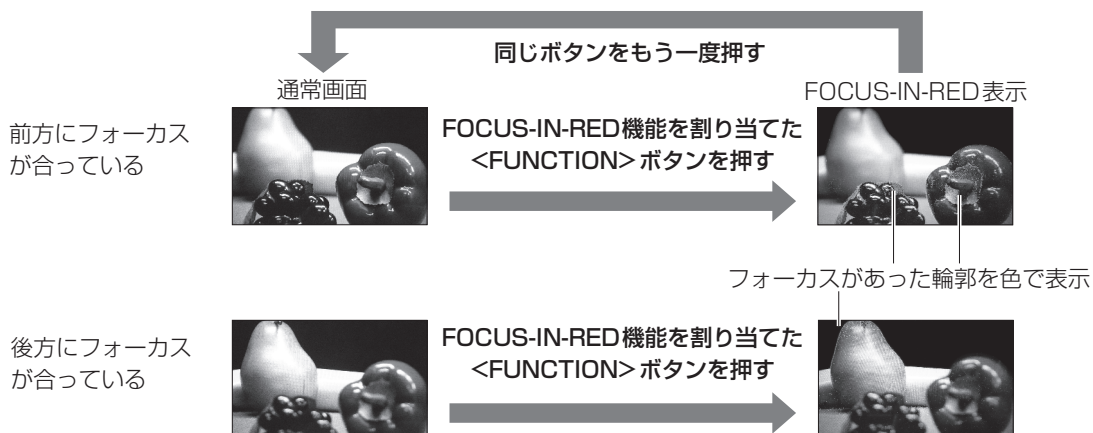 同じボタンをもう一度押す
通常画面
FOCUS-IN-RED表示
前方にフォーカス
が合っている
FOCUS-IN-RED機能を割り当てた
<FUNCTION>ボタンを押す
フォーカスがあった輪郭を色で表示
後方にフォーカス
が合っている
FOCUS-IN-RED機能を割り当てた
<FUNCTION>ボタンを押す